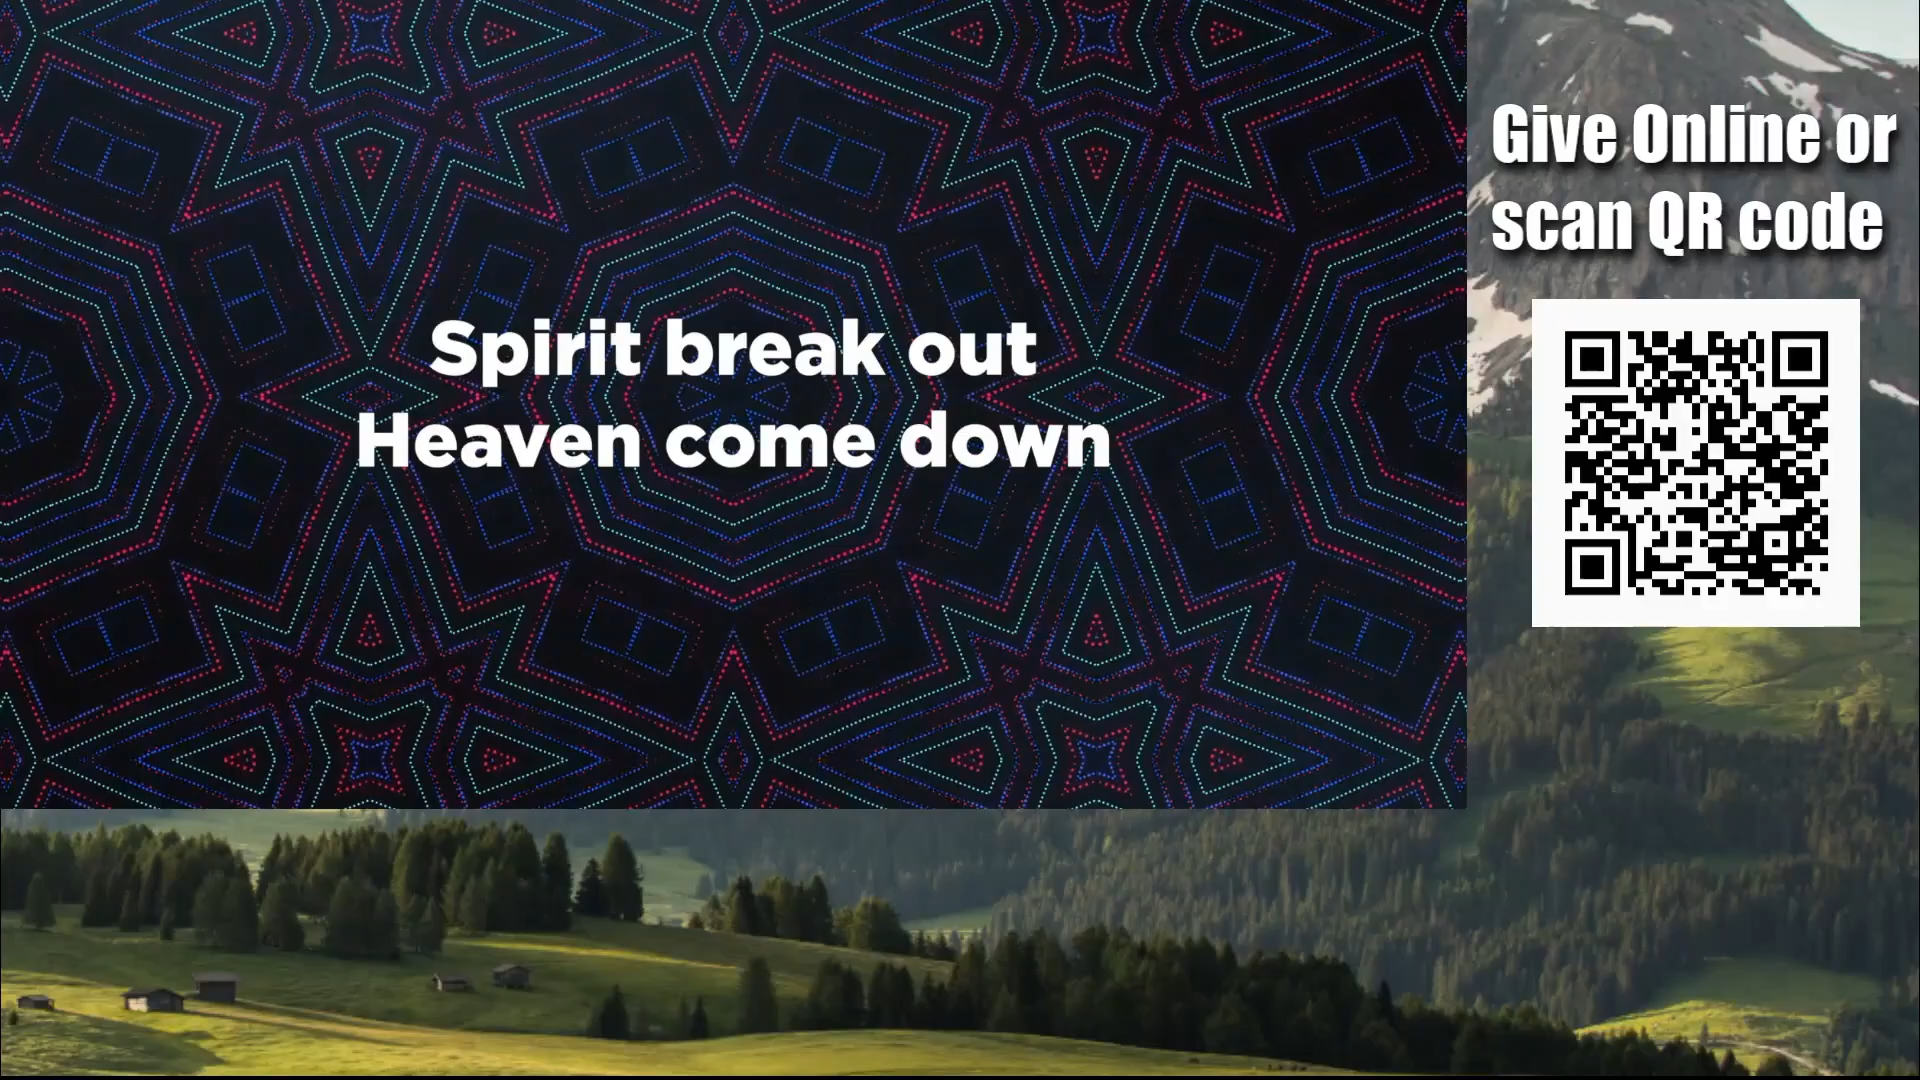 Spirit break out
Heaven come down
Give Online or
scan QR code